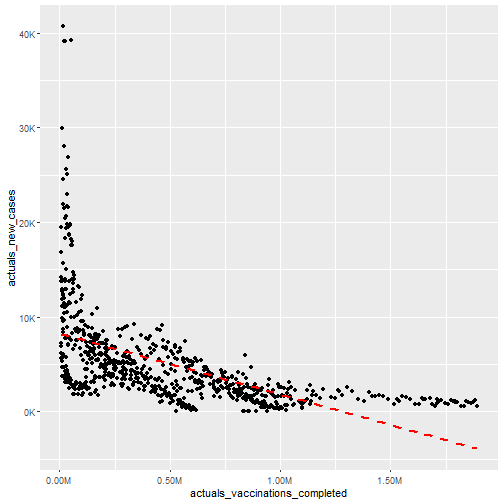 40K
30K
20K
10K
0K
actuals_new_cases
0.00M 0.50M 1.00M 1.50M
actuals_vaccinations_completed